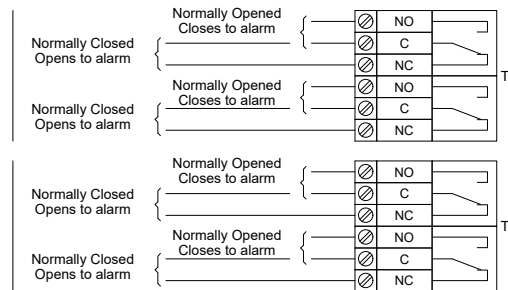 Normally Opened
Closes to alarm
NO
Normally Closed
Opens to alarm
C
NC
T
Normally Opened
Closes to alarm
NO
Normally Closed
Opens to alarm
C
NC
Normally Opened
Closes to alarm
NO
Normally Closed
Opens to alarm
C
NC
T
Normally Opened
Closes to alarm
NO
Normally Closed
Opens to alarm
C
NC